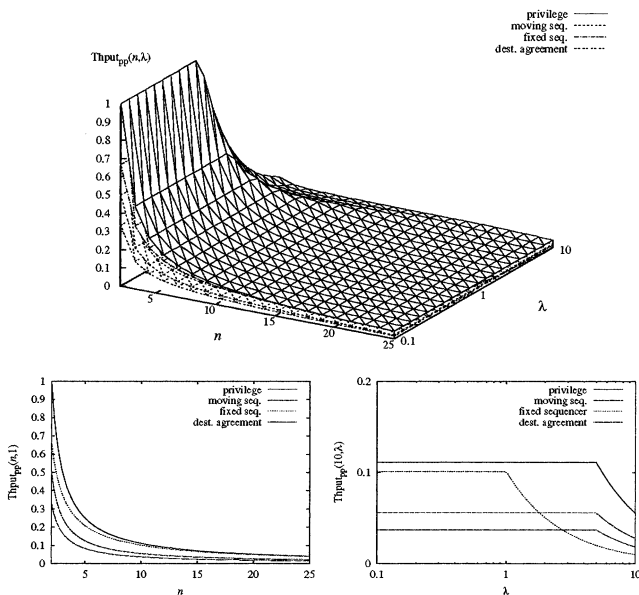 privilege
moving seq.
fixed seq.
dest. agreement
Thput_pp(n,λ)
1
0.9
0.8
0.7
0.6
0.5
0.4
0.3
0.2
0.1
0
5
10
15
20
25
n
0.1
1
10
λ
1
0.9
0.8
0.7
0.6
0.5
0.4
0.3
0.2
0.1
0
Thput_pp(n,1)
privilege
moving seq.
fixed seq.
dest. agreement
5
10
15
20
25
n
0.2
0.1
0
Thput_pp(10,λ)
privilege
moving seq.
fixed sequencer
dest. agreement
0.1
1
10
λ